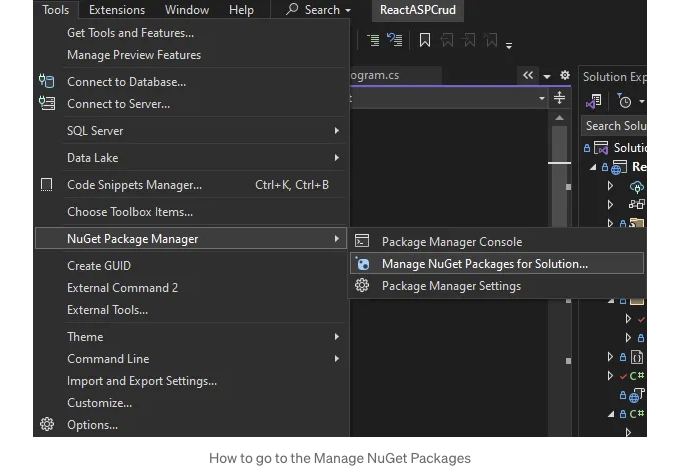 Tools Extensions Window Help Search ReactASPCrud
Get Tools and Features...
Manage Preview Features
ogram.cs
Connect to Database...
Solution Exp
Connect to Server...
SQL Server
Search Solu
Data Lake
Solutio
Re
Code Snippets Manager... Ctrl+K, Ctrl+B
Choose Toolbox Items...
NuGet Package Manager
Package Manager Console
Create GUID
Manage NuGet Packages for Solution...
External Command 2
Package Manager Settings
External Tools...
Theme
Command Line
Import and Export Settings...
C#
Customize...
C#
Options...
How to go to the Manage NuGet Packages